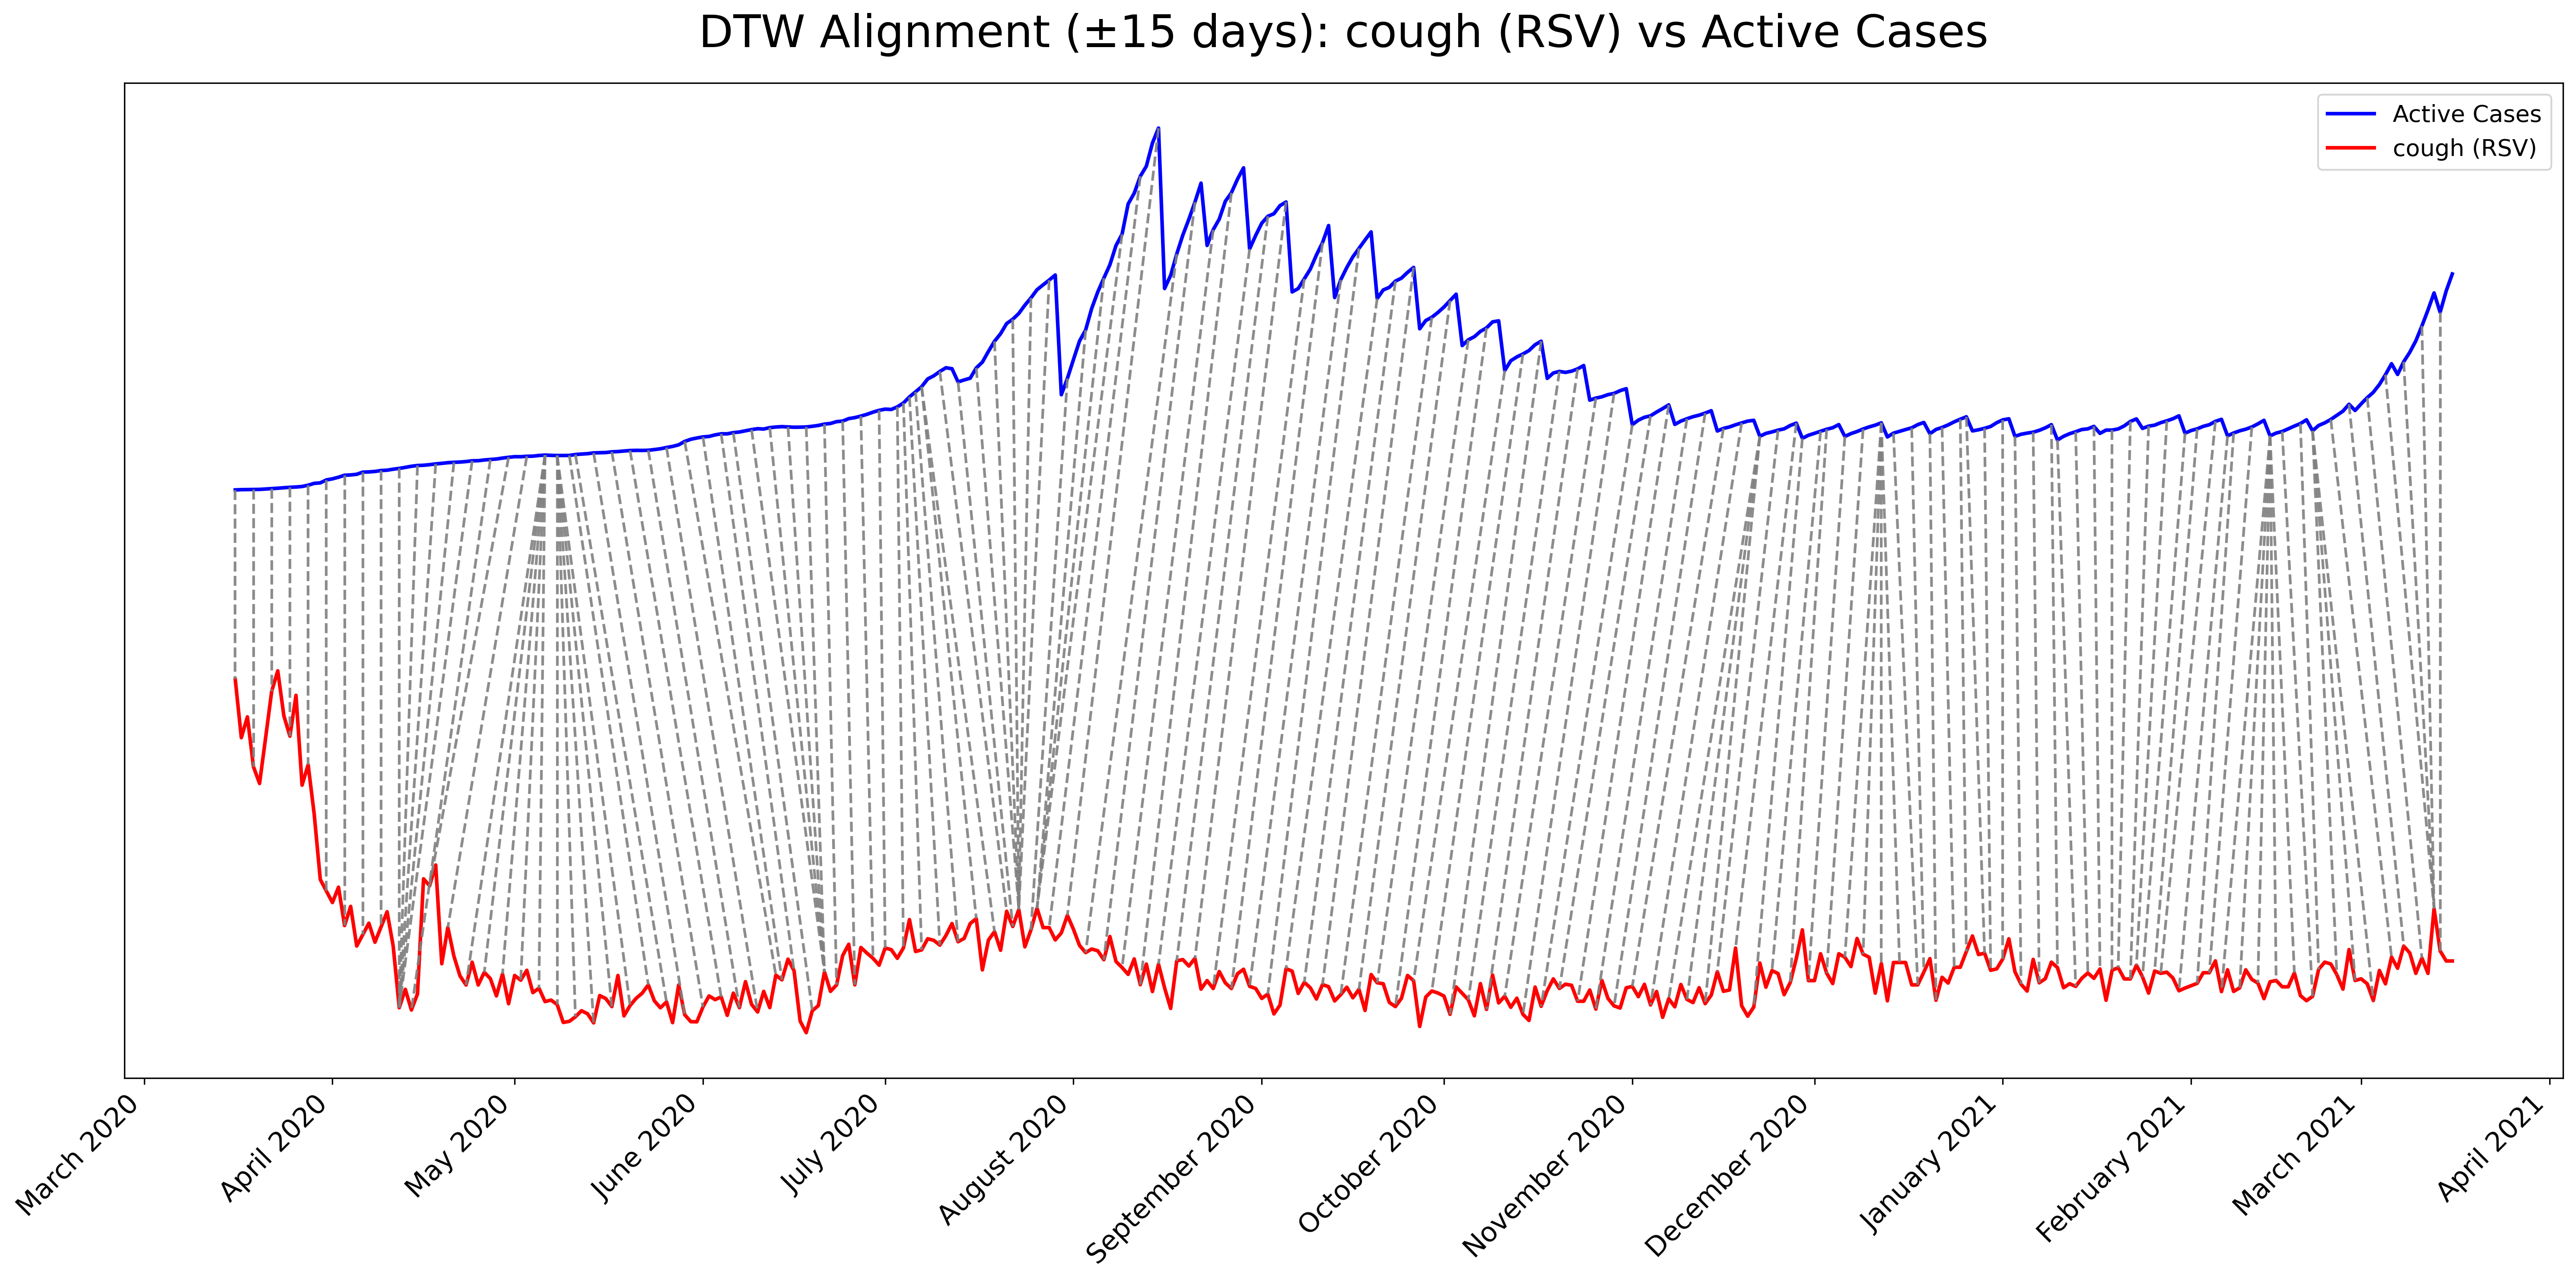 DTW Alignment (±15 days): cough (RSV) vs Active Cases
Active Cases
cough (RSV)
March 2020
April 2020
May 2020
June 2020
July 2020
August 2020
September 2020
October 2020
November 2020
December 2020
January 2021
February 2021
March 2021
April 2021